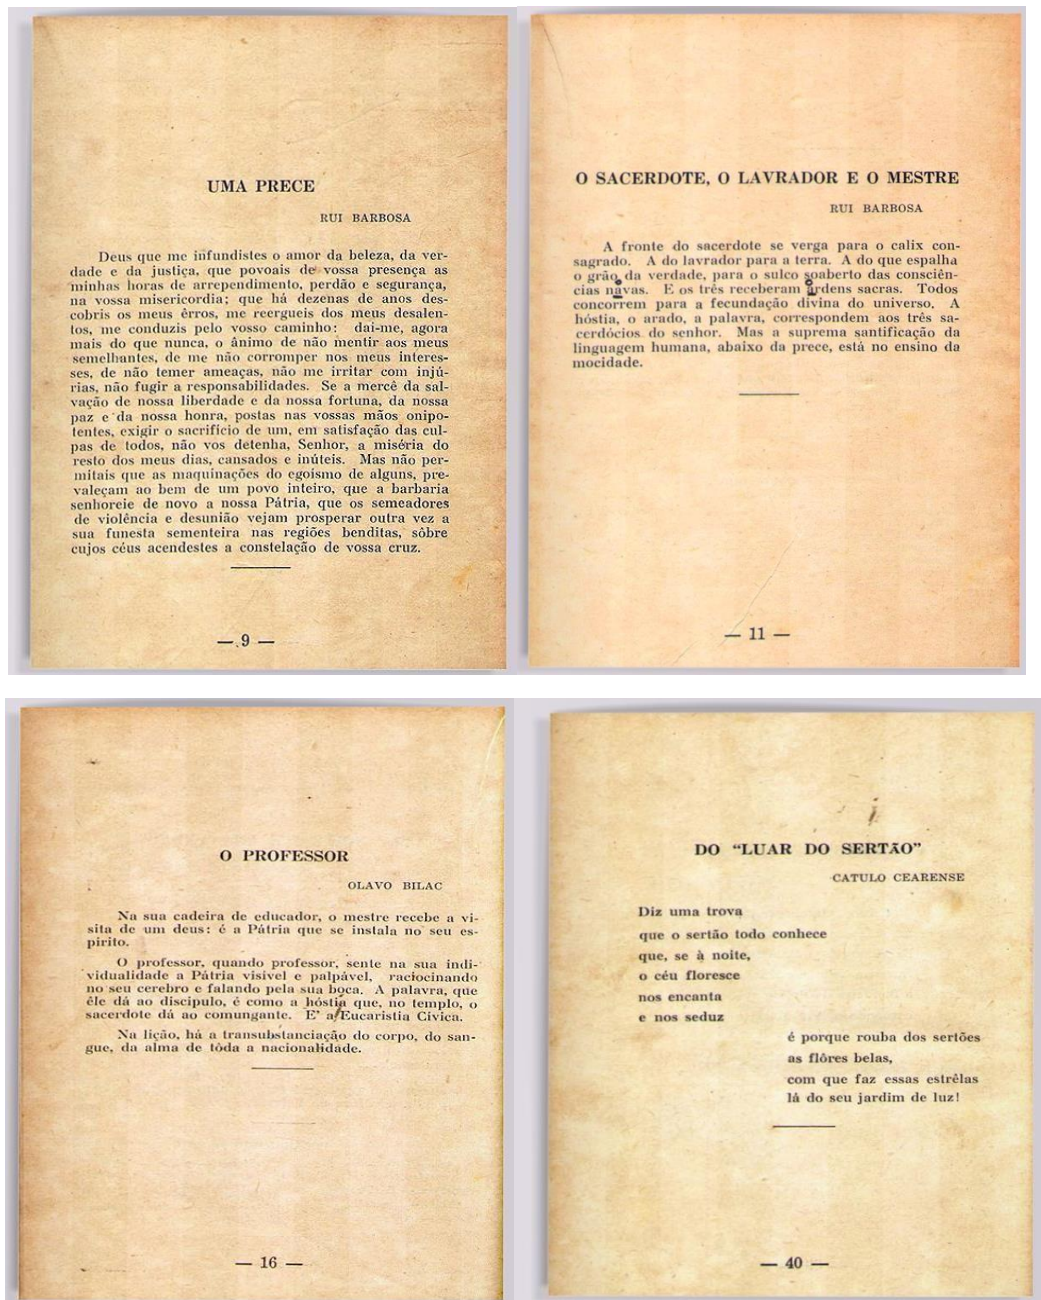 UMA PRECE
RUI BARBOSA
Deus que me infundistes o amor da beleza, da ver-
dade e da justiça, que povoais de vossa presença as
minhas horas de arrependimento, perdão e segurança,
na vossa misericordia; que há dezenas de anos des-
cobris os meus êrros, me reergueis dos meus desalen-
tos, me conduzis pelo vosso caminho: dai-me, agora
mais do que nunca, o ânimo de não mentir aos meus
semelhantes, de me não corromper nos meus interes-
ses, de não temer ameaças, não me irritar com injú-
rias, não fugir a responsabilidades. Se a mercê da sal-
vação de nossa liberdade e da nossa fortuna, da nossa
paz e da nossa honra, postas nas vossas mãos onipo-
tentes, exigir o sacrifício de um, em satisfação das cul-
pas de todos, não vos detenha, Senhor, a miséria do
resto dos meus dias, cansados e inúteis. Mas não per-
mitais que as maquinações do egoísmo de alguns, pre-
valeçam ao bem de um povo inteiro, que a barbaria
senhoreie de novo a nossa Pátria, que os semeadores
de violência e desunião vejam prosperar outra vez a
sua funesta sementeira nas regiões benditas, sôbre
cujos céus acendestes a constelação de vossa cruz.
— 9 —
O SACERDOTE, O LAVRADOR E O MESTRE
RUI BARBOSA
A fronte do sacerdote se verga para o calix con-
sagrado. A do lavrador para a terra. A do que espalha
o grão da verdade, para o sulco soaberto das consciên-
cias novas. E os três receberam ordens sacras. Todos
concorrem para a fecundação divina do universo. A
hóstia, o arado, a palavra, correspondem aos três sa-
cerdócios do senhor. Mas a suprema santificação da
linguagem humana, abaixo da prece, está no ensino da
mocidade.
— 11 —
O PROFESSOR
OLAVO BILAC
Na sua cadeira de educador, o mestre recebe a vi-
sita de um deus: é a Pátria que se instala no seu es-
pírito.
O professor, quando professor, sente na sua indi-
vidualidade a Pátria visivel e palpável, raciocinando
no seu cerebro e falando pela sua boca. A palavra, que
êle dá ao discipulo, é como a hóstia que, no templo, o
sacerdote dá ao comungante. E' a Eucaristia Cívica.
Na lição, há a transubstanciação do corpo, do san-
gue, da alma de tôda a nacionalidade.
— 16 —
DO “LUAR DO SERTÃO”
CATULO CEARENSE
Diz uma trova
que o sertão todo conhece
que, se à noite,
o céu floresce
nos encanta
e nos seduz
é porque rouba dos sertões
as flôres belas,
com que faz essas estrêlas
lá do seu jardim de luz!
— 40 —